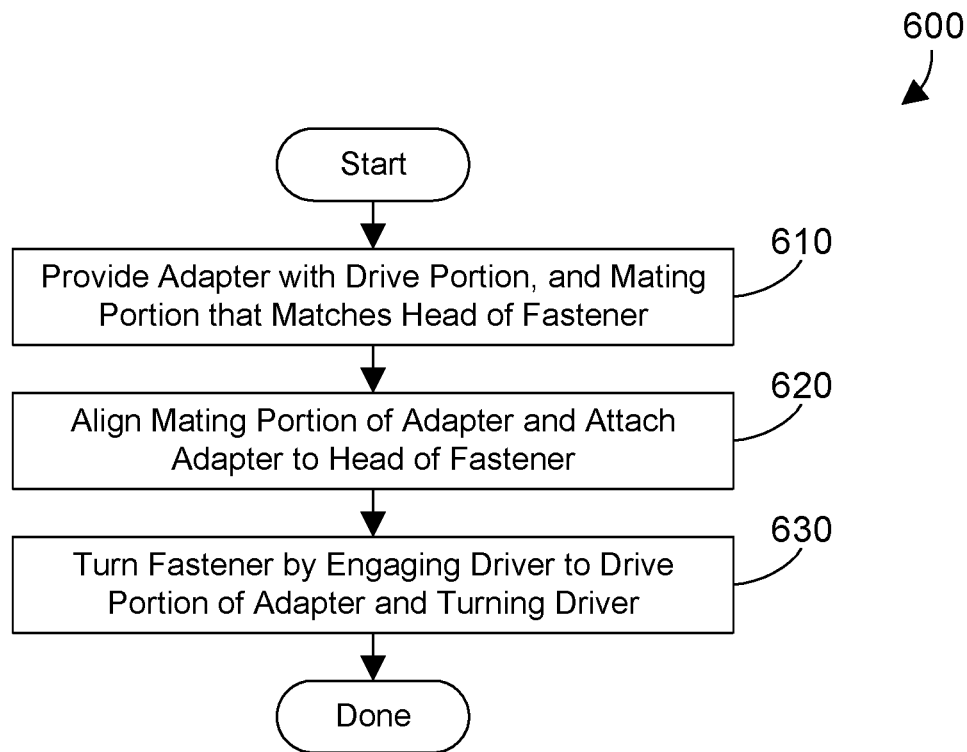 600
Start
610
Provide Adapter with Drive Portion, and Mating
Portion that Matches Head of Fastener
620
Align Mating Portion of Adapter and Attach
Adapter to Head of Fastener
630
Turn Fastener by Engaging Driver to Drive
Portion of Adapter and Turning Driver
Done